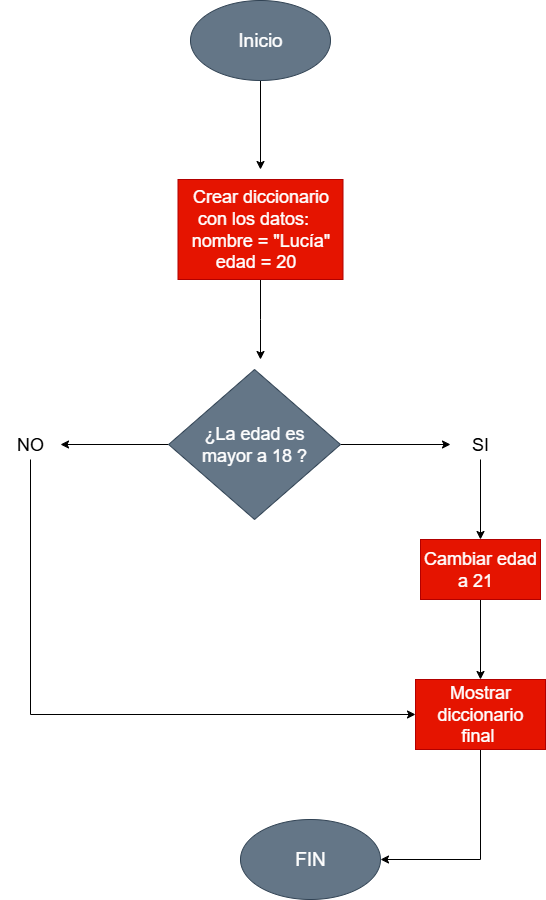 Inicio
Crear diccionario
con los datos:
nombre = "Lucía"
edad = 20
¿La edad es
mayor a 18 ?
NO
SI
Cambiar edad
a 21
Mostrar
diccionario
final
FIN